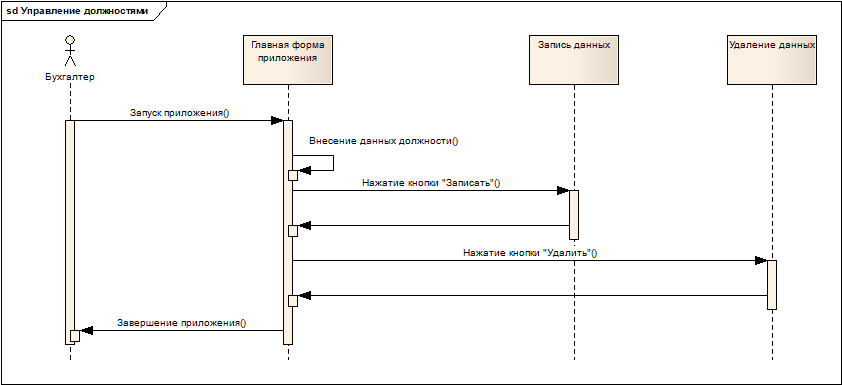 sd Управление должностями
Бухгалтер
Главная форма
приложения
Запись данных
Удаление данных
Запуск приложения()
Внесение данных должности()
Нажатие кнопки "Записать"()
Нажатие кнопки "Удалить"()
Завершение приложения()